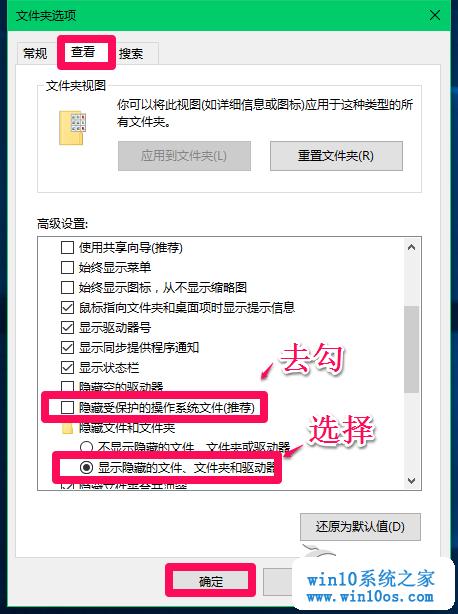 文件夹选项
常规 查看 搜索
文件夹视图
你可以将此视图(如详细信息或图标)应用于这种类型的所
有文件夹。
应用到文件夹(L) 重置文件夹(R)
高级设置:
使用共享向导(推荐)
始终显示菜单
始终显示图标，从不显示缩略图
鼠标指向文件夹和桌面项时显示提示信息
显示驱动器号
显示同步提供程序通知
显示状态栏
去勾
隐藏空的驱动器
隐藏受保护的操作系统文件(推荐)
隐藏文件和文件夹
选择
不显示隐藏的文件、文件夹或驱动器
显示隐藏的文件、文件夹和驱动器
隐藏文件夹合并冲突
还原为默认值(D)
确定
win10系统之家
www.win10os.com